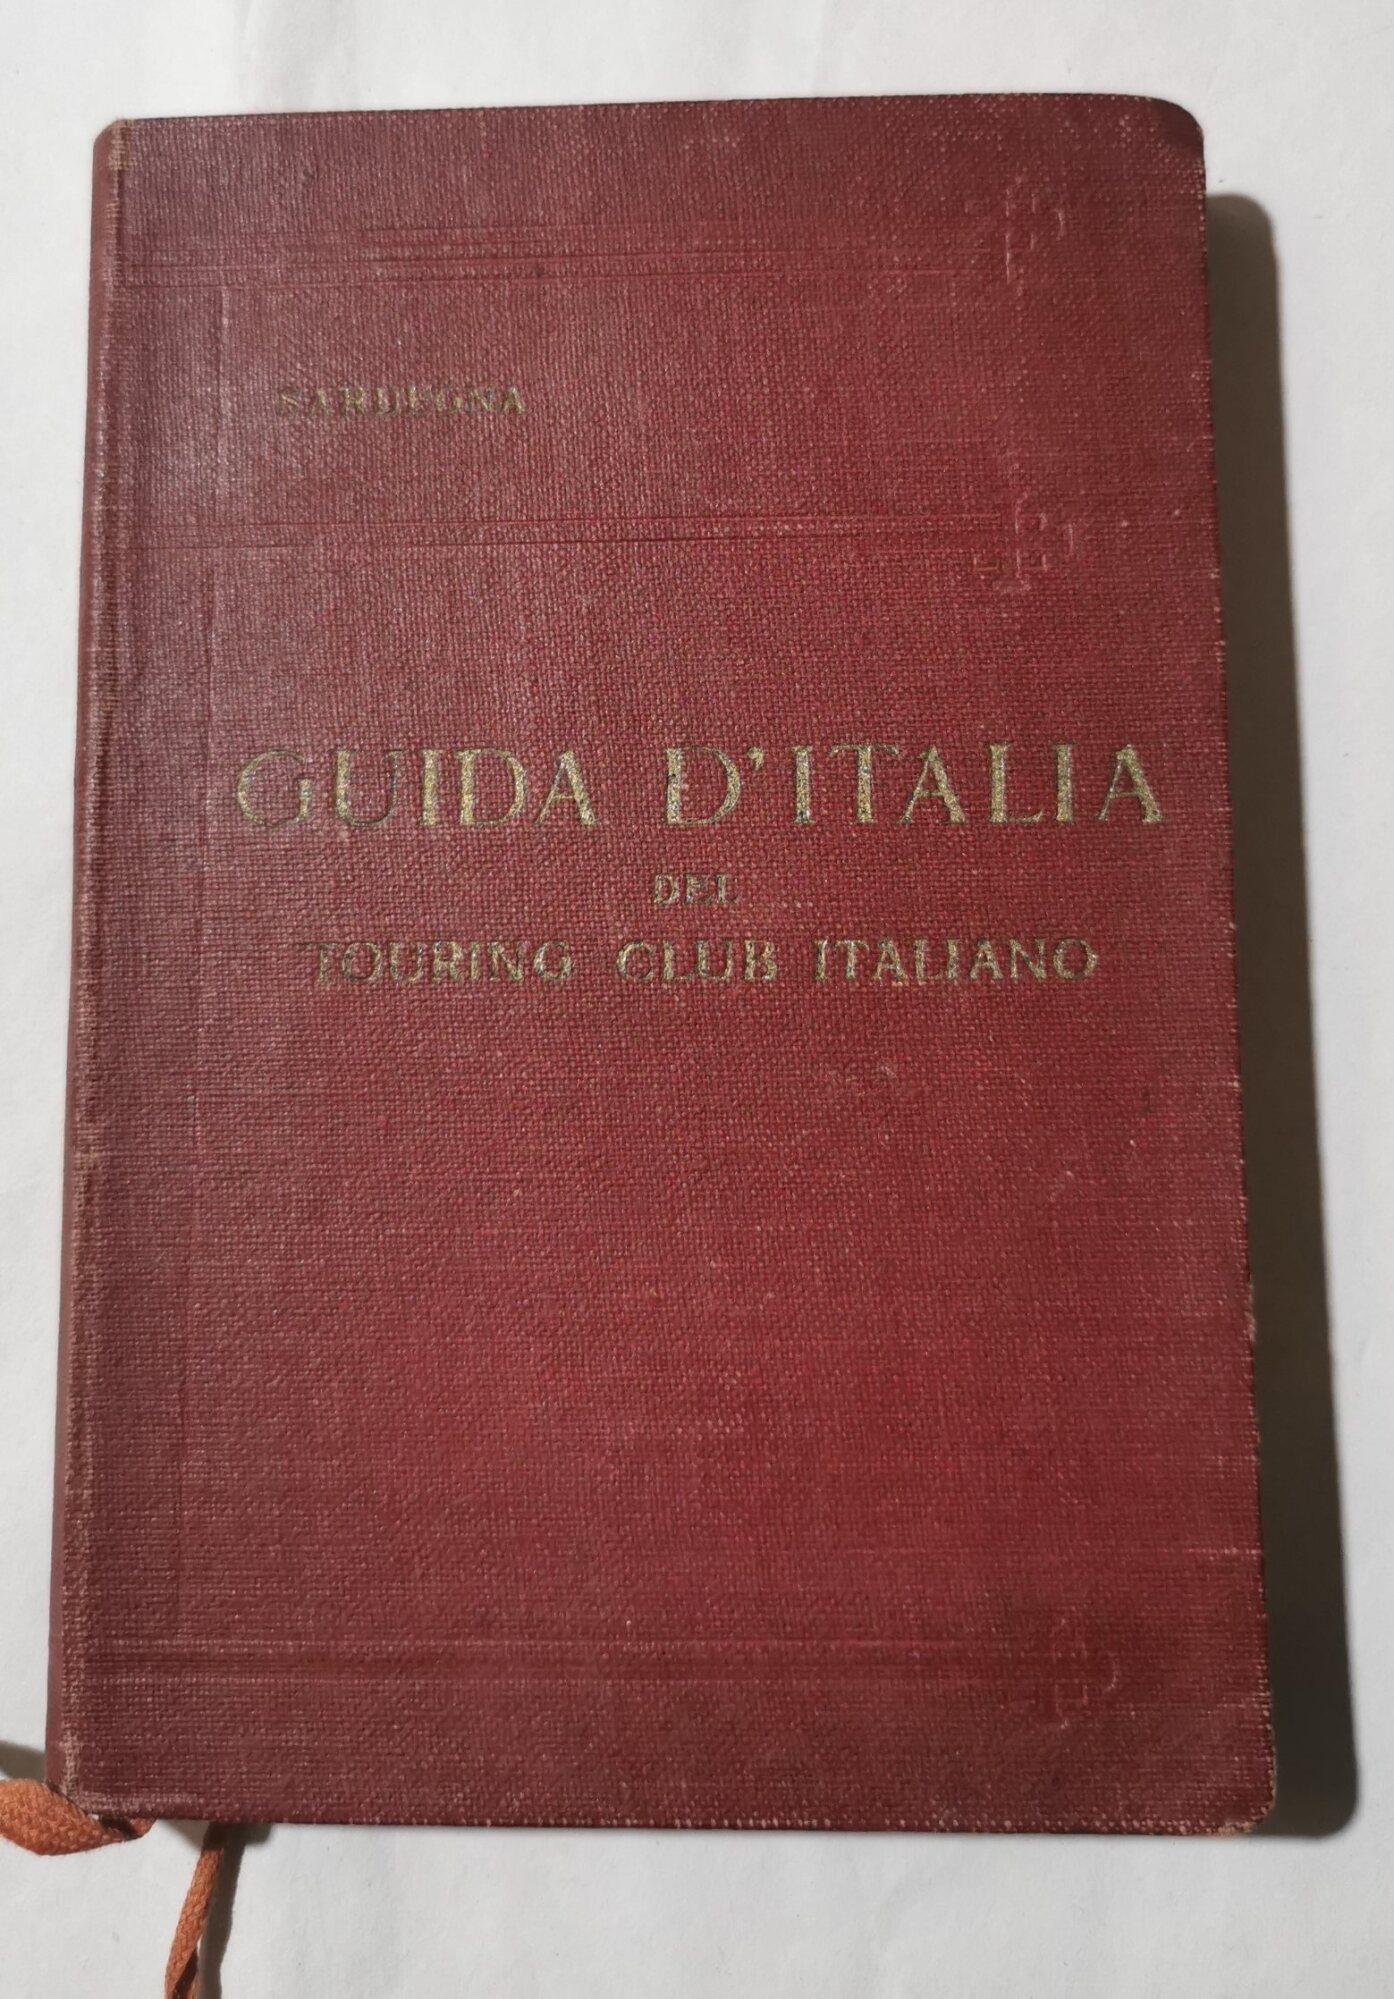 SARDEGNA
GUIDA D'ITALIA
DEL
TOURING CLUB ITALIANO